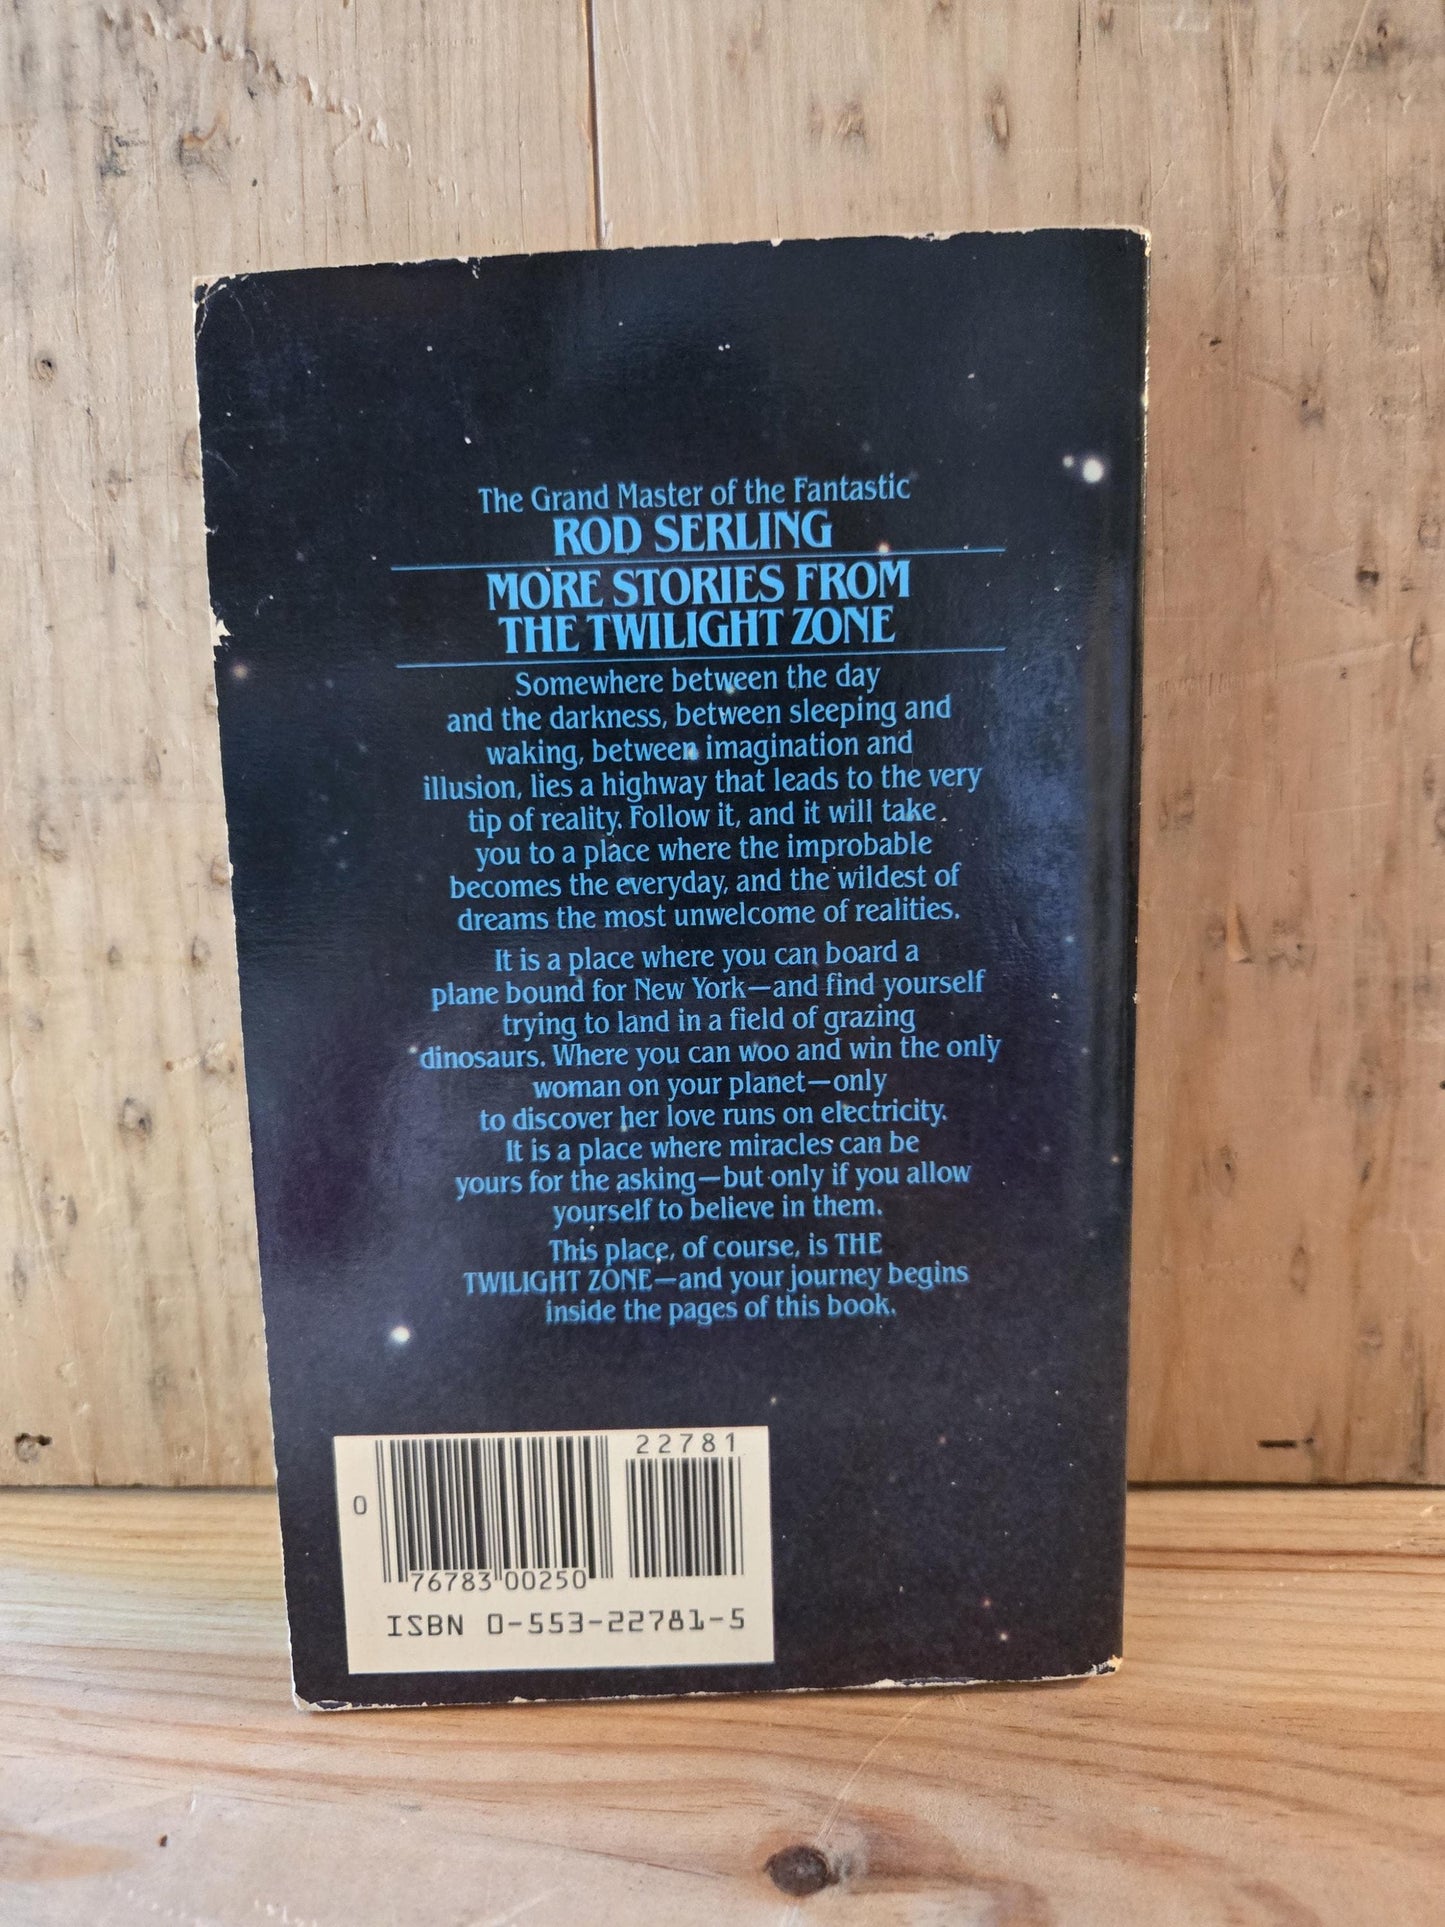 The Grand Master of the Fantastic
ROD SERLING
MORE STORIES FROM
THE TWILIGHT ZONE
Somewhere between the day
and the darkness, between sleeping and
waking, between imagination and
illusion, lies a highway that leads to the very
tip of reality. Follow it, and it will take
you to a place where the improbable
becomes the everyday, and the wildest of
dreams the most unwelcome of realities.
It is a place where you can board a
plane bound for New York—and find yourself
trying to land in a field of grazing
dinosaurs. Where you can woo and win the only
woman on your planet—only
to discover her love runs on electricity.
It is a place where miracles can be
yours for the asking—but only if you allow
yourself to believe in them.
This place, of course, is THE
TWILIGHT ZONE—and your journey begins
inside the pages of this book.
22781
0
76783 00250
ISBN 0-553-22781-5